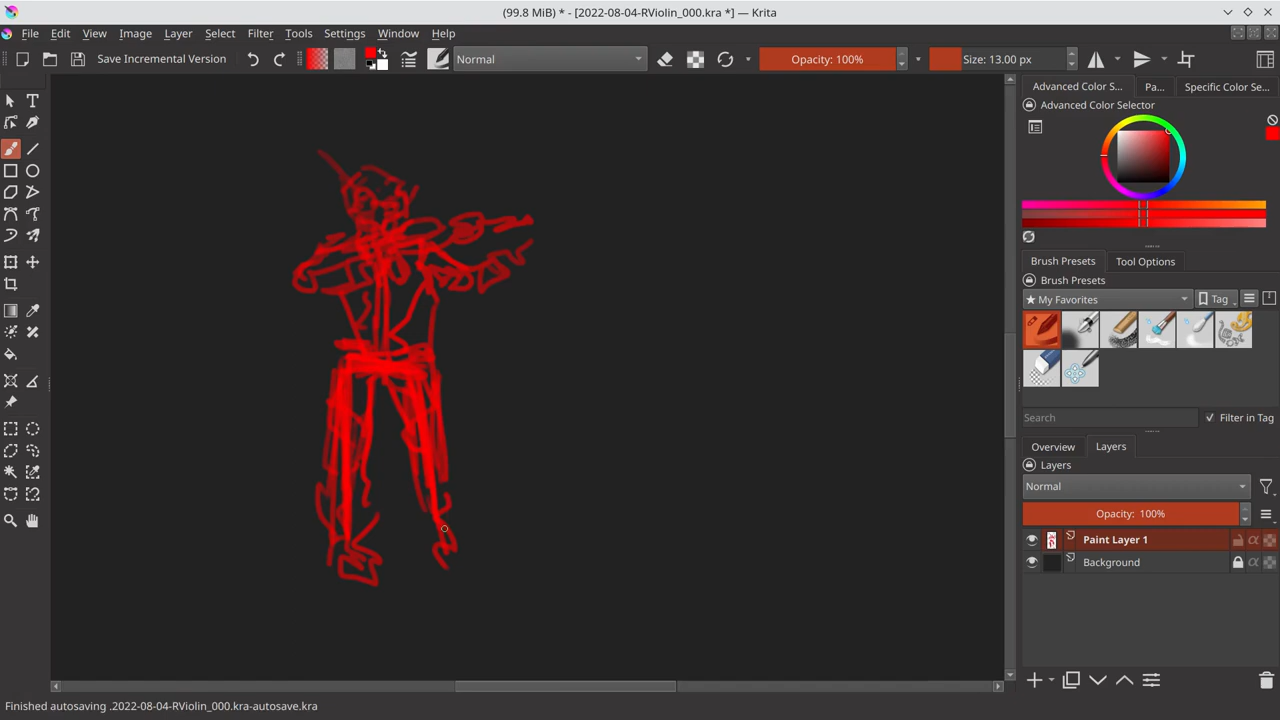 (99.8 MiB) * - [2022-08-04-RViolin_000.kra *] — Krita
File Edit View Image Layer Select Filter Tools Settings Window Help
Save Incremental Version Normal Opacity: 100% Size: 13.00 px
Advanced Color S... Pa... Specific Color Se...
Advanced Color Selector
Brush Presets Tool Options
Brush Presets
★ My Favorites Tag
Search Filter in Tag
Overview Layers
Layers
Normal
Opacity: 100%
Paint Layer 1
Background
Finished autosaving .2022-08-04-RViolin_000.kra-autosave.kra